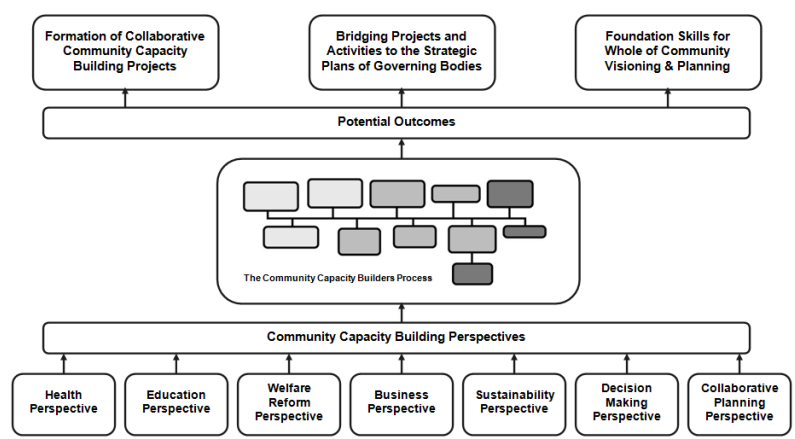 Formation of Collaborative
Community Capacity
Building Projects
Bridging Projects and
Activities to the Strategic
Plans of Governing Bodies
Foundation Skills for
Whole of Community
Visioning & Planning
Potential Outcomes
The Community Capacity Builders Process
Community Capacity Building Perspectives
Health
Perspective
Education
Perspective
Welfare
Reform
Perspective
Business
Perspective
Sustainability
Perspective
Decision
Making
Perspective
Collaborative
Planning
Perspective